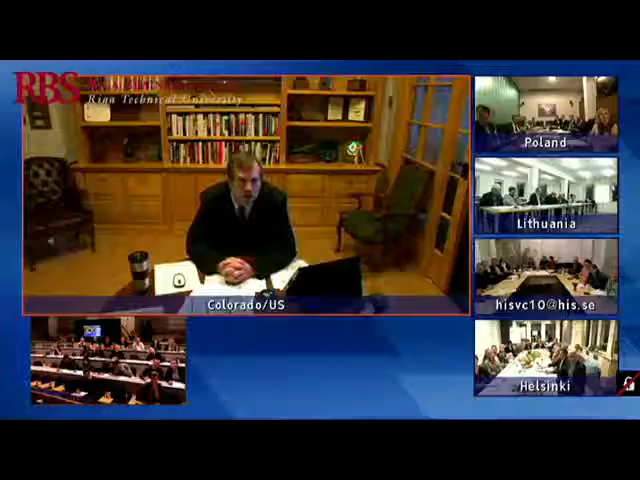 RBS
Riga Technical University
Colorado/US
Poland
Lithuania
hisvc10@his.se
Helsinki